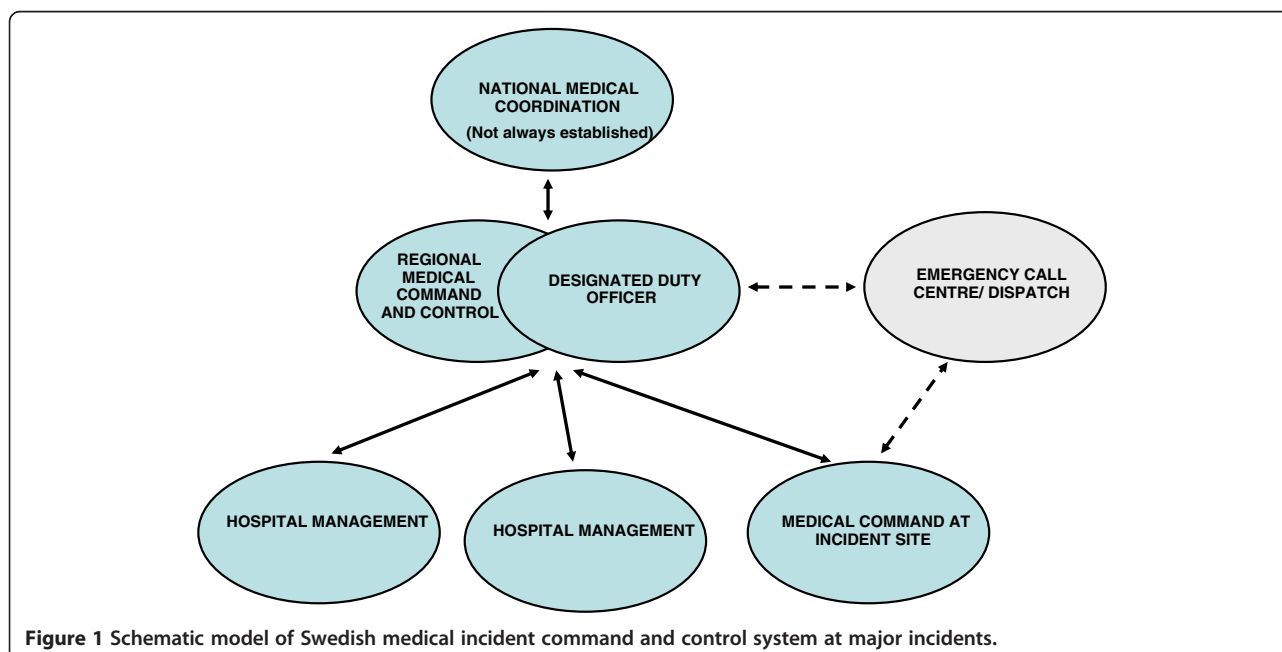 NATIONAL MEDICAL
COORDINATION
(Not always established)
REGIONAL
MEDICAL
COMMAND
AND CONTROL
DESIGNATED DUTY
OFFICER
EMERGENCY CALL
CENTRE/ DISPATCH
HOSPITAL MANAGEMENT
HOSPITAL MANAGEMENT
MEDICAL COMMAND AT
INCIDENT SITE
Figure 1 Schematic model of Swedish medical incident command and control system at major incidents.